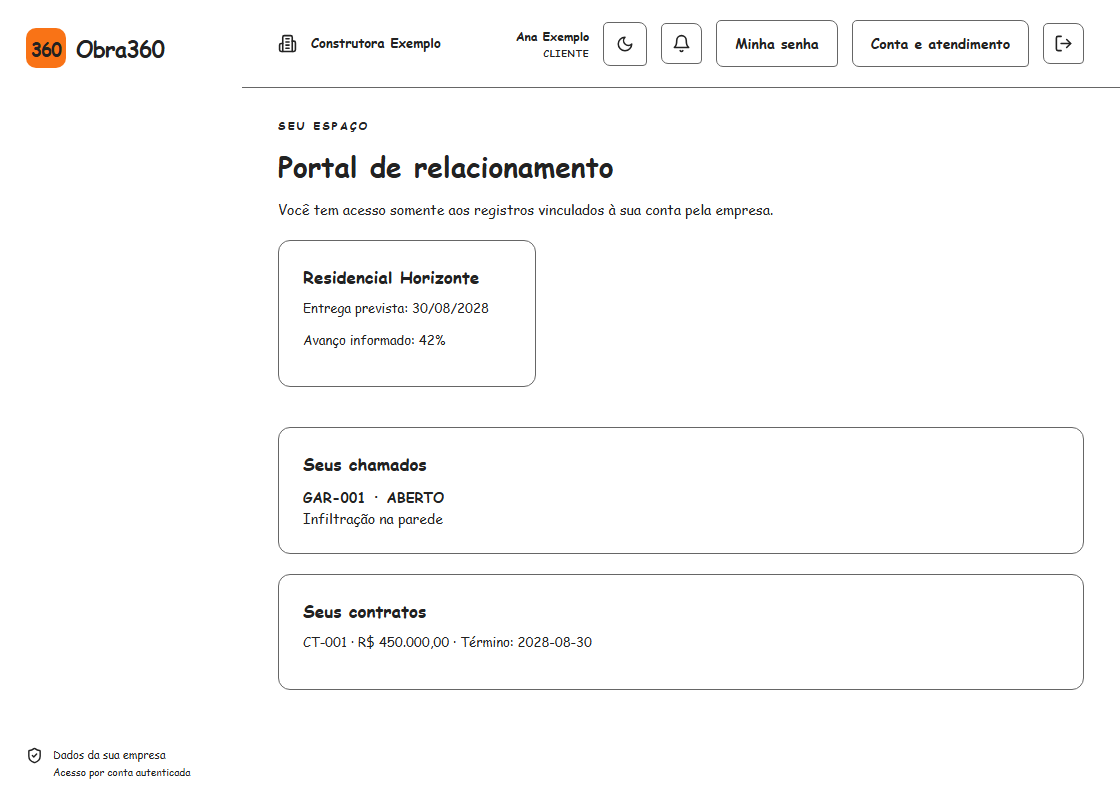 360 Obra360
Construtora Exemplo
Ana Exemplo
CLIENTE
Minha senha
Conta e atendimento
SEU ESPAÇO
Portal de relacionamento
Você tem acesso somente aos registros vinculados à sua conta pela empresa.
Residencial Horizonte
Entrega prevista: 30/08/2028
Avanço informado: 42%
Seus chamados
GAR-001 · ABERTO
Infiltração na parede
Seus contratos
CT-001 · R$ 450.000,00 · Término: 2028-08-30
Dados da sua empresa
Acesso por conta autenticada